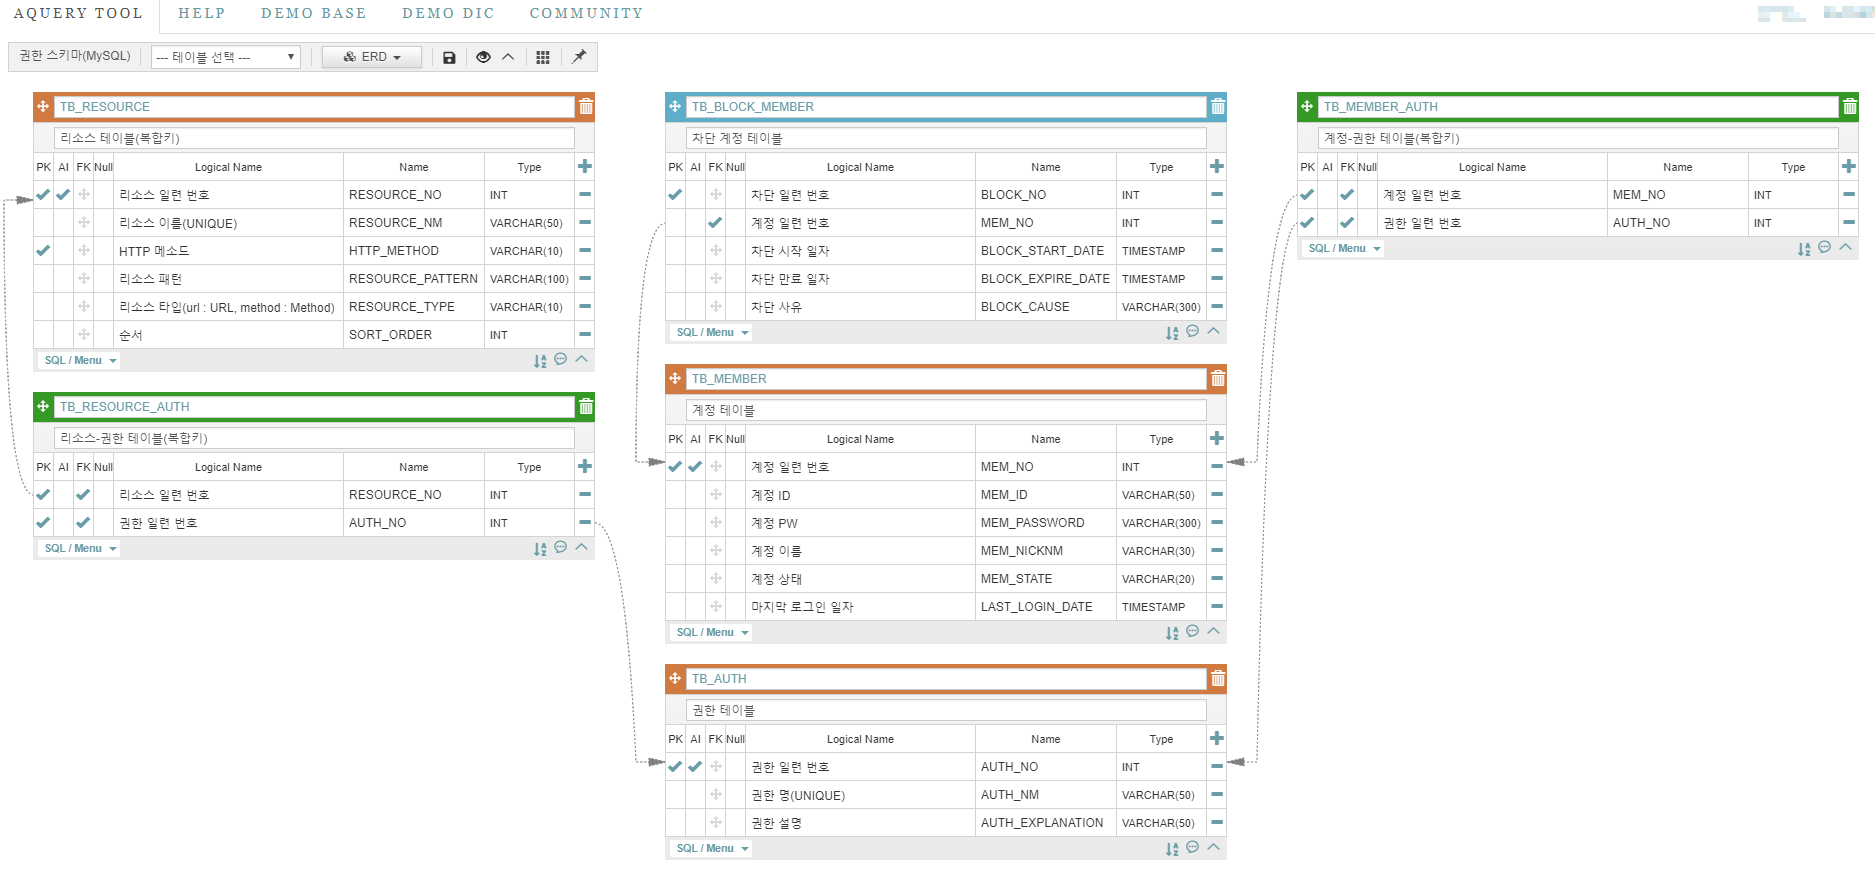 AQUERY TOOL HELP DEMO BASE DEMO DIC COMMUNITY
권한 스키마(MySQL) --- 테이블 선택 --- ERD
TB_RESOURCE
리소스 테이블(복합키)
PK AI FK Null Logical Name Name Type
리소스 일련 번호 RESOURCE_NO INT
리소스 이름(UNIQUE) RESOURCE_NM VARCHAR(50)
HTTP 메소드 HTTP_METHOD VARCHAR(10)
리소스 패턴 RESOURCE_PATTERN VARCHAR(100)
리소스 타입(url : URL, method : Method) RESOURCE_TYPE VARCHAR(10)
순서 SORT_ORDER INT
SQL / Menu
TB_RESOURCE_AUTH
리소스-권한 테이블(복합키)
PK AI FK Null Logical Name Name Type
리소스 일련 번호 RESOURCE_NO INT
권한 일련 번호 AUTH_NO INT
SQL / Menu
TB_BLOCK_MEMBER
차단 계정 테이블
PK AI FK Null Logical Name Name Type
차단 일련 번호 BLOCK_NO INT
계정 일련 번호 MEM_NO INT
차단 시작 일자 BLOCK_START_DATE TIMESTAMP
차단 만료 일자 BLOCK_EXPIRE_DATE TIMESTAMP
차단 사유 BLOCK_CAUSE VARCHAR(300)
SQL / Menu
TB_MEMBER
계정 테이블
PK AI FK Null Logical Name Name Type
계정 일련 번호 MEM_NO INT
계정 ID MEM_ID VARCHAR(50)
계정 PW MEM_PASSWORD VARCHAR(300)
계정 이름 MEM_NICKNM VARCHAR(30)
계정 상태 MEM_STATE VARCHAR(20)
마지막 로그인 일자 LAST_LOGIN_DATE TIMESTAMP
SQL / Menu
TB_AUTH
권한 테이블
PK AI FK Null Logical Name Name Type
권한 일련 번호 AUTH_NO INT
권한 명(UNIQUE) AUTH_NM VARCHAR(50)
권한 설명 AUTH_EXPLANATION VARCHAR(50)
SQL / Menu
TB_MEMBER_AUTH
계정-권한 테이블(복합키)
PK AI FK Null Logical Name Name Type
계정 일련 번호 MEM_NO INT
권한 일련 번호 AUTH_NO INT
SQL / Menu